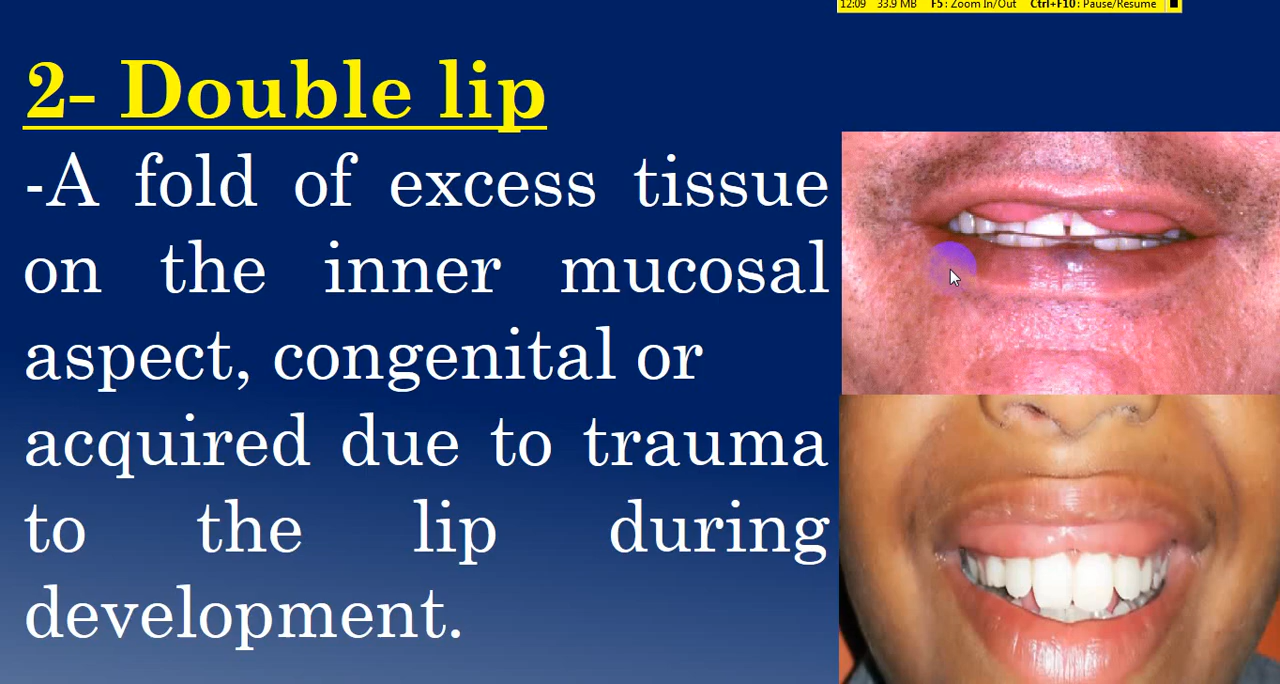 12:09 33.9 MB F5: Zoom In/Out Ctrl+F10: Pause/Resume
2- Double lip
-A fold of excess tissue
on the inner mucosal
aspect, congenital or
acquired due to trauma
to the lip during
development.